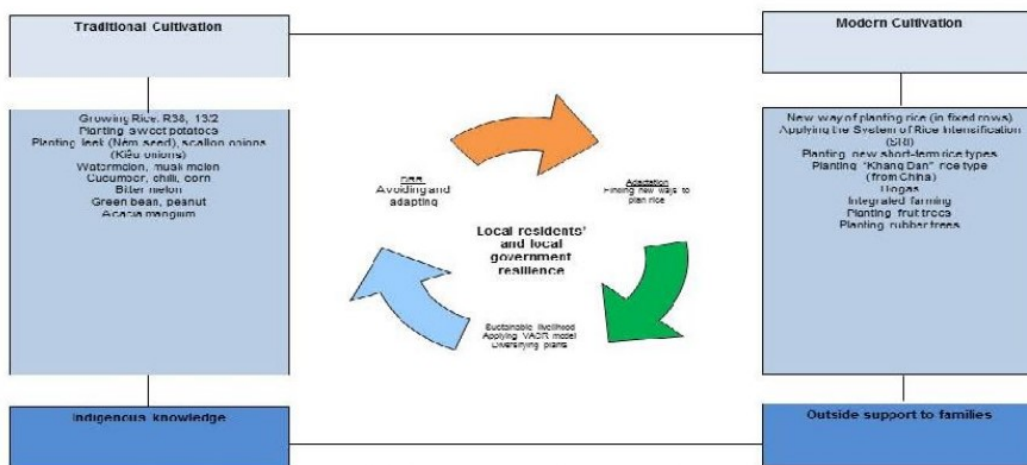 Traditional Cultivation
Modern Cultivation
Growing Rice: R38, 13/2
Planting sweet potatoes
Planting leek (Ném seed), scallion onions
(Kiêu onions)
Watermelon, musk melon
Cucumber, chilli, corn
Bitter melon
Green bean, peanut
Acacia mangium
DRR
Avoiding and
adapting
Adaptation
Finding new ways to
plan rice
Local residents'
and local
government
resilience
Sustainable livelihood
Applying VACR model
Diversifying plants
New way of planting rice (in fixed rows)
Applying the System of Rice Intensification
(SRI)
Planting new short-term rice types
Planting "Khang Dan" rice type
(from China)
Biogas
Integrated farming
Planting fruit trees
Planting rubber trees
Indigenous knowledge
Outside support to families